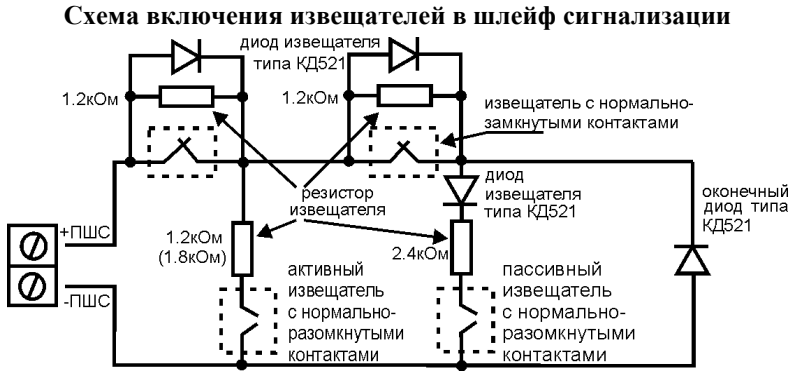 Схема включения извещателей в шлейф сигнализации
диод извещателя
типа КД521
1.2кОм
1.2кОм
извещатель с нормально-
замкнутыми контактами
резистор
извещателя
диод
извещателя
типа КД521
оконечный
диод типа
КД521
+ПШС
1.2кОм
(1.8кОм)
2.4кОм
-ПШС
активный
извещатель
с нормально-
разомкнутыми
контактами
пассивный
извещатель
с нормально-
разомкнутыми
контактами